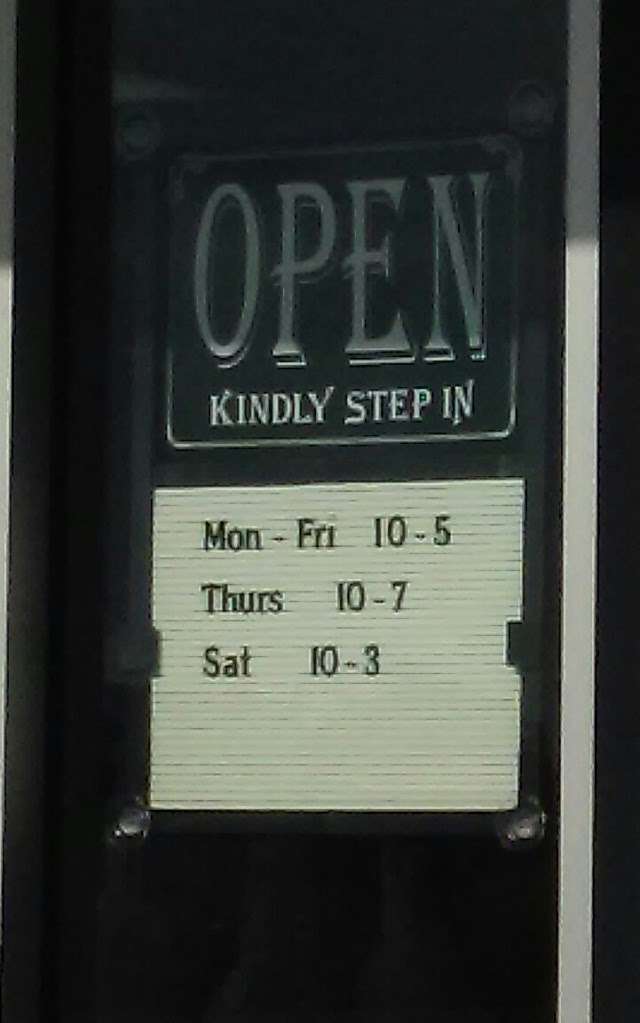 OPEN
KINDLY STEP IN
Mon - Fri 10 - 5
Thurs 10 - 7
Sat 10 - 3